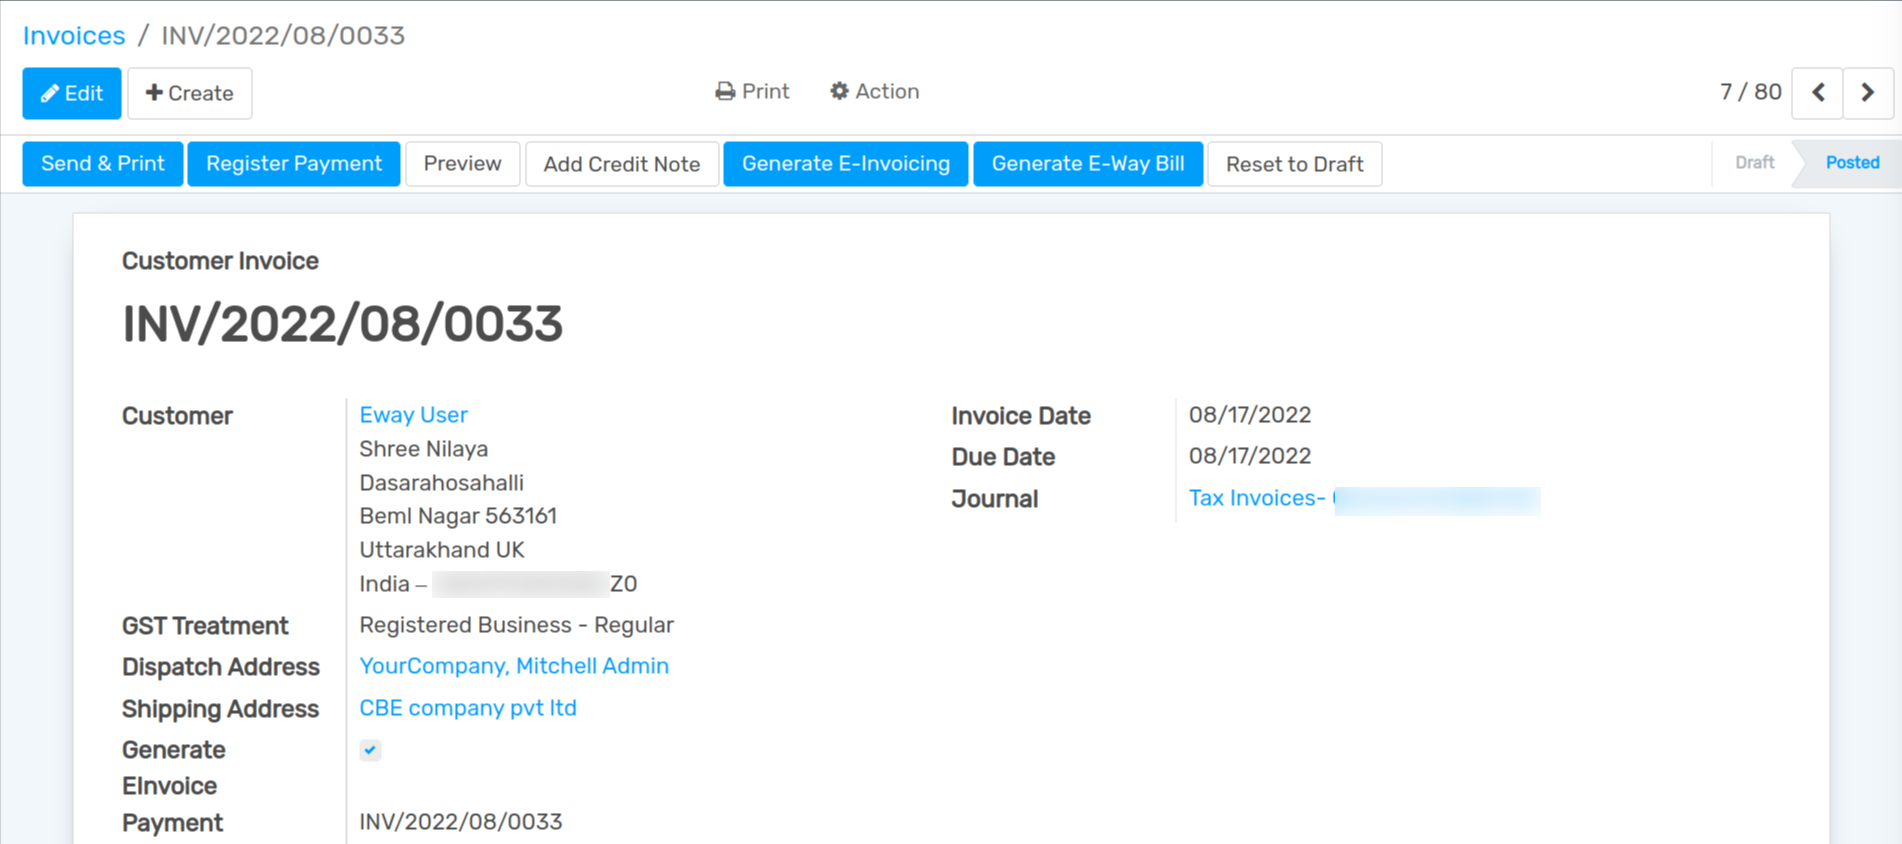 Invoices / INV/2022/08/0033
Edit
Create
Print
Action
7 / 80
Send & Print
Register Payment
Preview
Add Credit Note
Generate E-Invoicing
Generate E-Way Bill
Reset to Draft
Draft
Posted
Customer Invoice
INV/2022/08/0033
Customer
Eway User
Shree Nilaya
Dasarahosahalli
Beml Nagar 563161
Uttarakhand UK
India – Z0
GST Treatment
Registered Business - Regular
Dispatch Address
YourCompany, Mitchell Admin
Shipping Address
CBE company pvt ltd
Generate
EInvoice
Payment
INV/2022/08/0033
Invoice Date
08/17/2022
Due Date
08/17/2022
Journal
Tax Invoices-